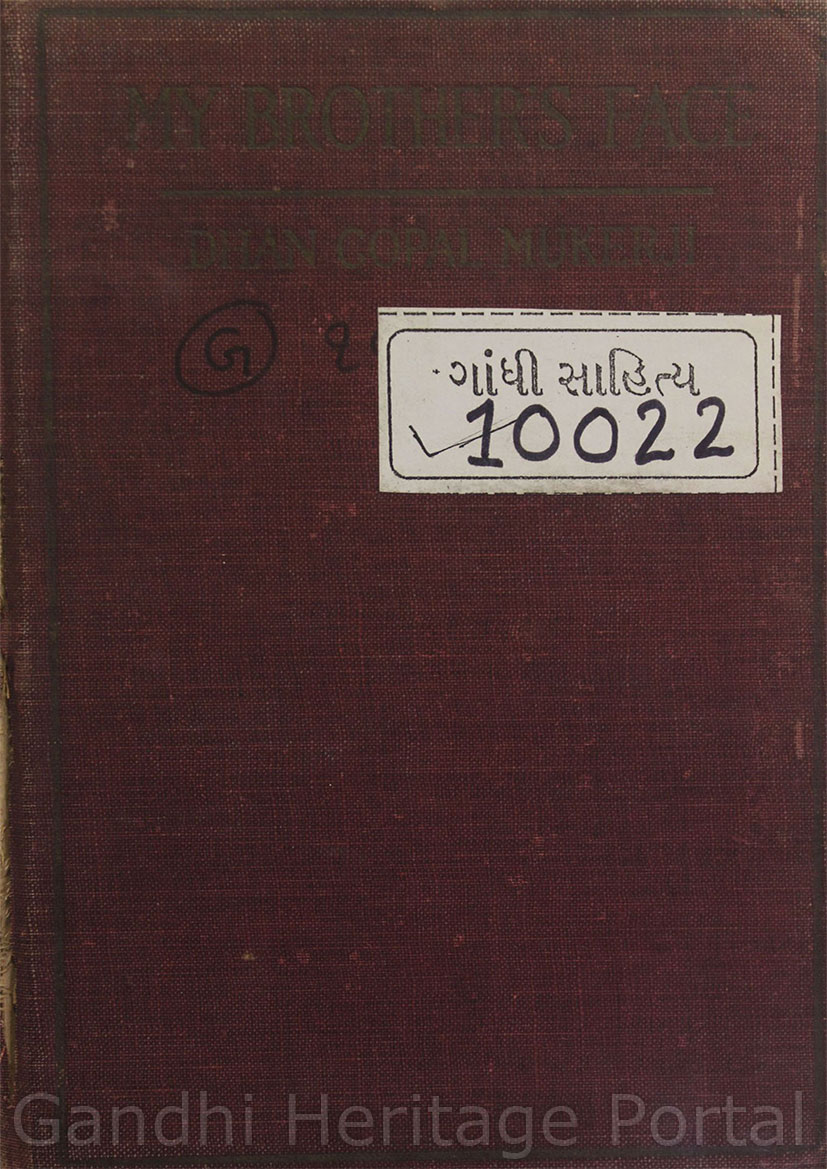 MY BROTHER'S FACE
DHAN GOPAL MUKERJI
G
ગાંધી સાહિત્ય
10022
Gandhi Heritage Portal